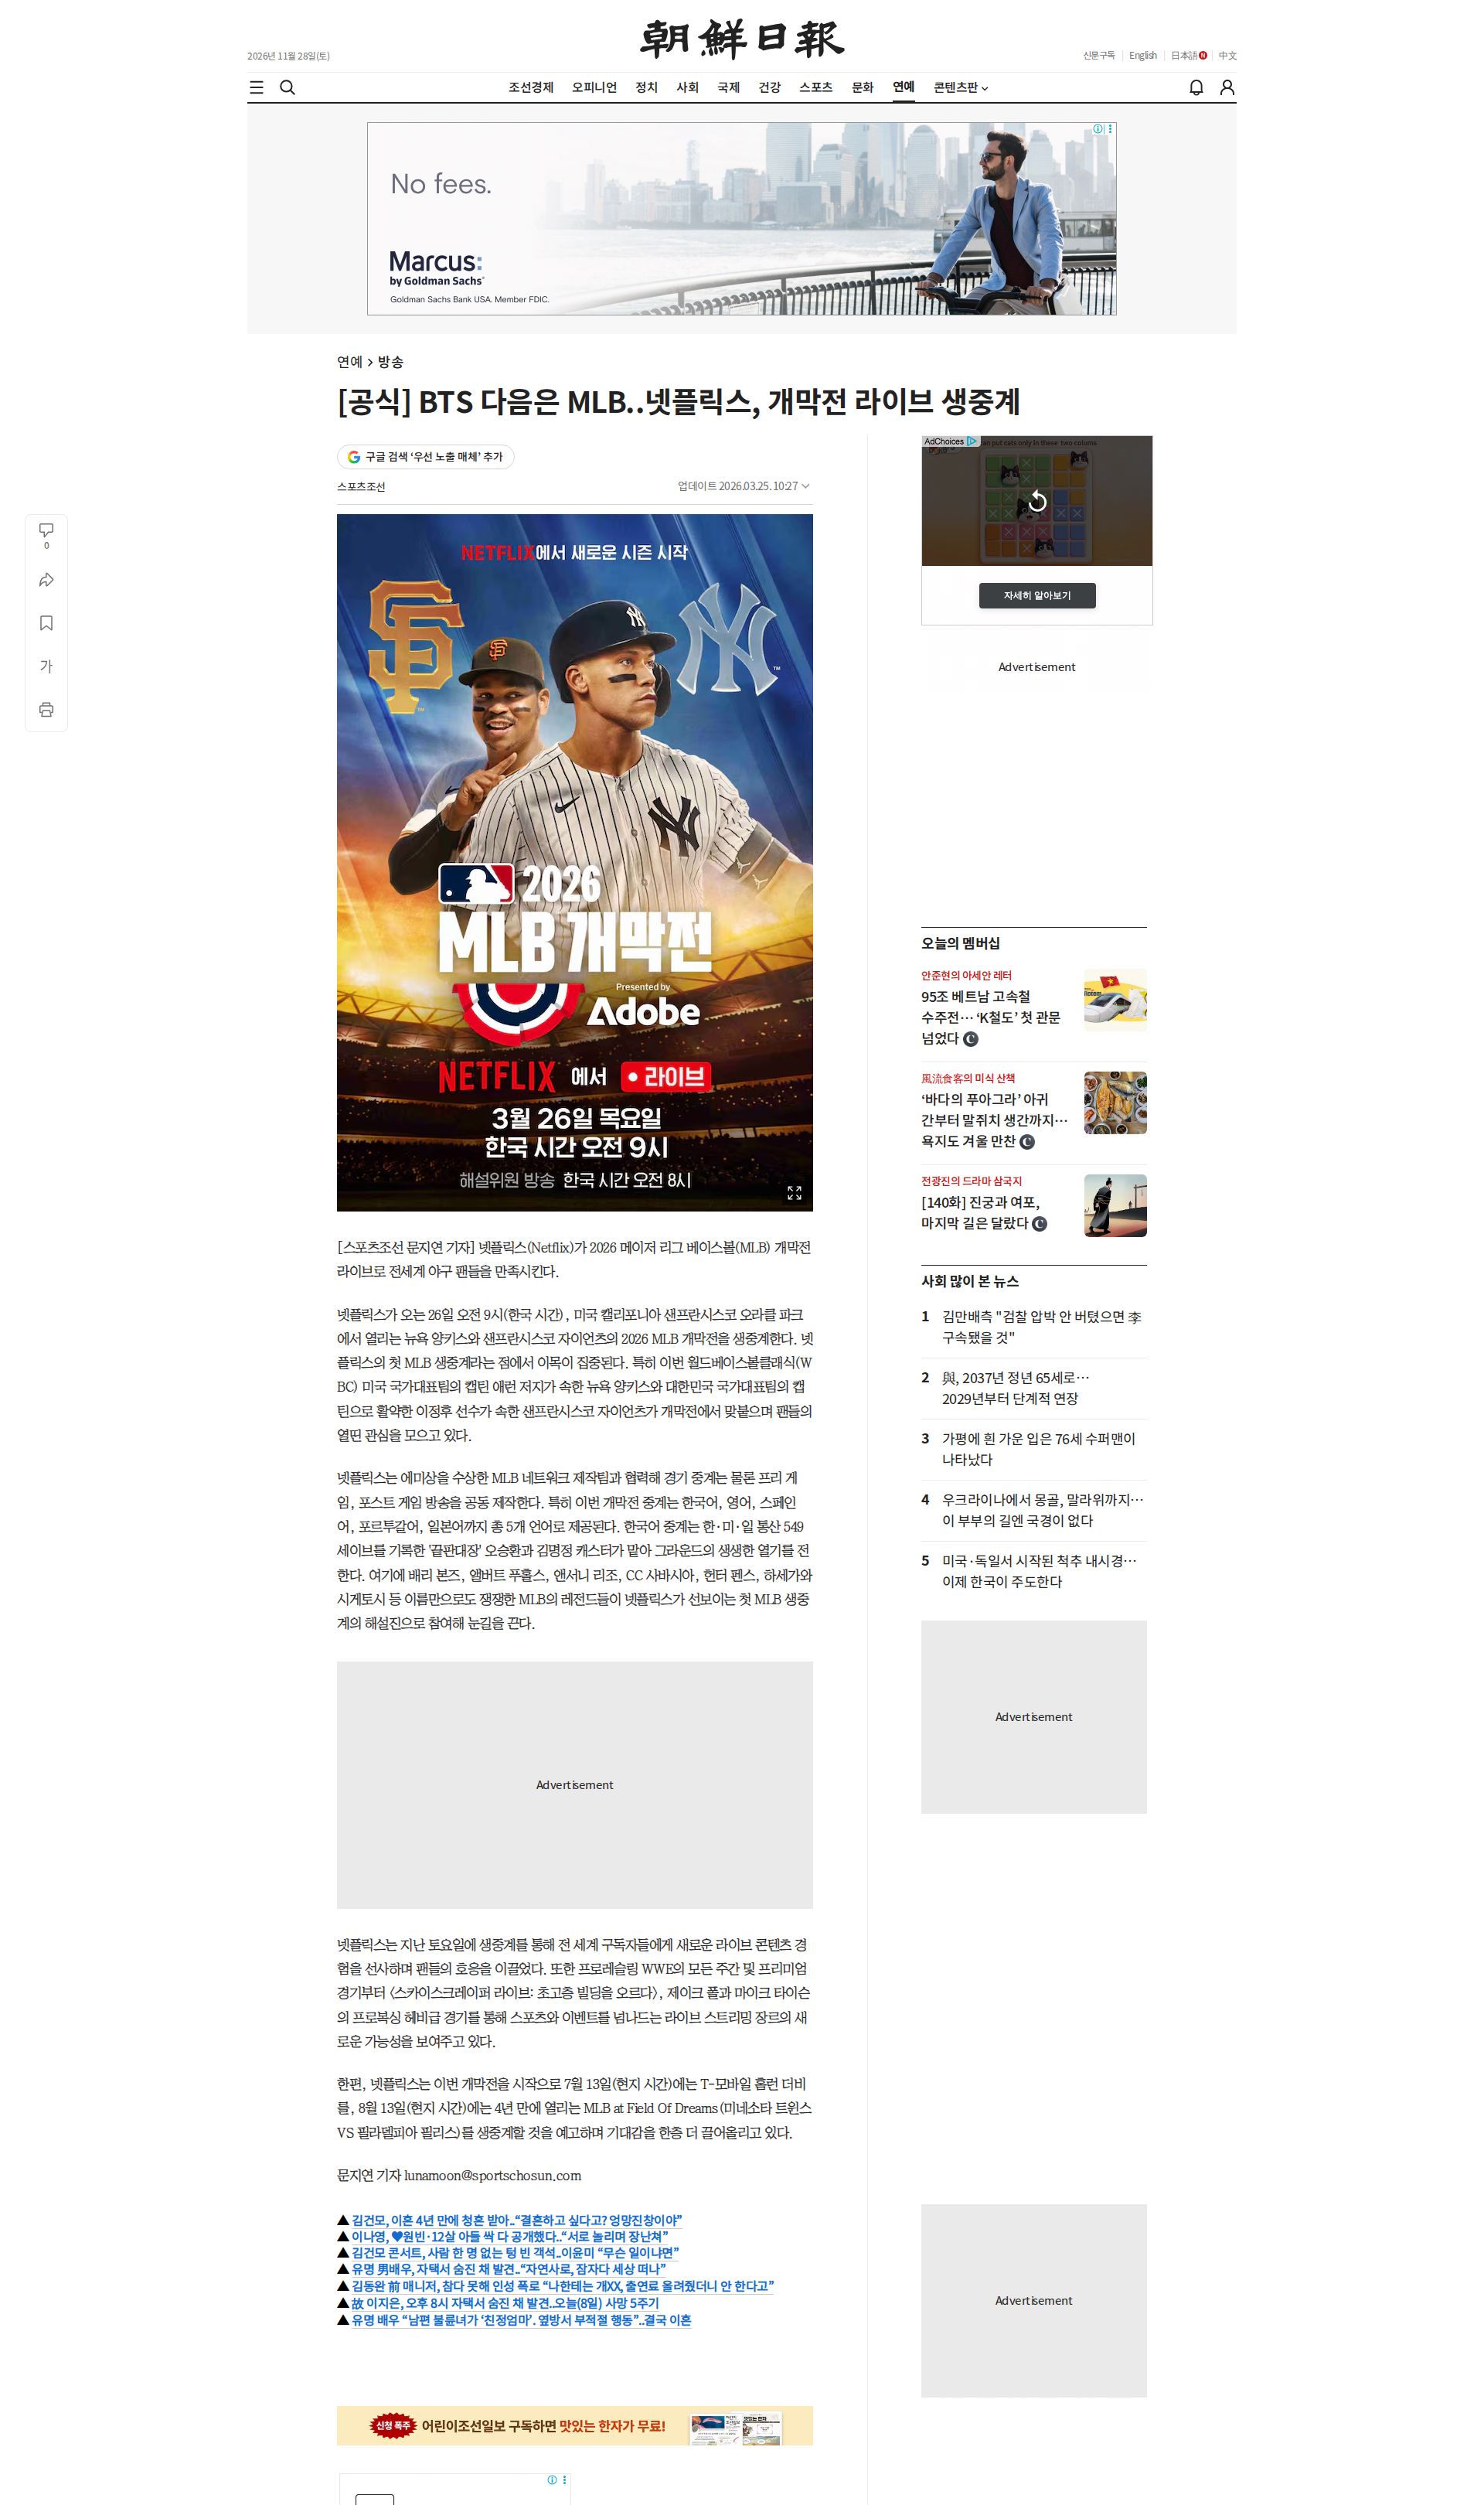 朝鮮日報
2026년 11월 28일(토)
신문구독 English 日本語 N 中文
조선경제 오피니언 정치 사회 국제 건강 스포츠 문화 연예 콘텐츠판
No fees.
Marcus:
by Goldman Sachs
Goldman Sachs Bank USA. Member FDIC.
연예 > 방송
[공식] BTS 다음은 MLB..넷플릭스, 개막전 라이브 생중계
구글 검색 ‘우선 노출 매체’ 추가
스포츠조선
업데이트 2026.03.25. 10:27
0
가
NETFLIX에서 새로운 시즌 시작
SF
NY
TM
TM
2026
MLB 개막전
Presented by
Adobe
NETFLIX 에서 라이브
3월 26일 목요일
한국 시간 오전 9시
해설위원 방송 한국 시간 오전 8시
[스포츠조선 문지연 기자] 넷플릭스(Netflix)가 2026 메이저 리그 베이스볼(MLB) 개막전
라이브로 전세계 야구 팬들을 만족시킨다.
넷플릭스가 오는 26일 오전 9시(한국 시간) , 미국 캘리포니아 샌프란시스코 오라클 파크
에서 열리는 뉴욕 양키스와 샌프란시스코 자이언츠의 2026 MLB 개막전을 생중계한다. 넷
플릭스의 첫 MLB 생중계라는 점에서 이목이 집중된다. 특히 이번 월드베이스볼클래식(W
BC) 미국 국가대표팀의 캡틴 애런 저지가 속한 뉴욕 양키스와 대한민국 국가대표팀의 캡
틴으로 활약한 이정후 선수가 속한 샌프란시스코 자이언츠가 개막전에서 맞붙으며 팬들의
열띤 관심을 모으고 있다.
넷플릭스는 에미상을 수상한 MLB 네트워크 제작팀과 협력해 경기 중계는 물론 프리 게
임, 포스트 게임 방송을 공동 제작한다. 특히 이번 개막전 중계는 한국어, 영어, 스페인
어, 포르투갈어, 일본어까지 총 5개 언어로 제공된다. 한국어 중계는 한·미·일 통산 549
세이브를 기록한 '끝판대장' 오승환과 김명정 캐스터가 맡아 그라운드의 생생한 열기를 전
한다. 여기에 배리 본즈, 앨버트 푸홀스, 앤서니 리조, CC 사바시아, 헌터 펜스, 하세가와
시게토시 등 이름만으로도 쟁쟁한 MLB의 레전드들이 넷플릭스가 선보이는 첫 MLB 생중
계의 해설진으로 참여해 눈길을 끈다.
Advertisement
넷플릭스는 지난 토요일에 생중계를 통해 전 세계 구독자들에게 새로운 라이브 콘텐츠 경
험을 선사하며 팬들의 호응을 이끌었다. 또한 프로레슬링 WWE의 모든 주간 및 프리미엄
경기부터 〈스카이스크레이퍼 라이브: 초고층 빌딩을 오르다〉, 제이크 폴과 마이크 타이슨
의 프로복싱 헤비급 경기를 통해 스포츠와 이벤트를 넘나드는 라이브 스트리밍 장르의 새
로운 가능성을 보여주고 있다.
한편, 넷플릭스는 이번 개막전을 시작으로 7월 13일(현지 시간)에는 T-모바일 홈런 더비
를, 8월 13일(현지 시간)에는 4년 만에 열리는 MLB at Field Of Dreams(미네소타 트윈스
VS 필라델피아 필리스)를 생중계할 것을 예고하며 기대감을 한층 더 끌어올리고 있다.
문지연 기자 lunamoon@sportschosun.com
▲ 김건모, 이혼 4년 만에 청혼 받아..“결혼하고 싶다고? 엉망진창이야”
▲ 이나영, ♥원빈·12살 아들 싹 다 공개했다..“서로 놀리며 장난쳐”
▲ 김건모 콘서트, 사람 한 명 없는 텅 빈 객석..이윤미 “무슨 일이냐면”
▲ 유명 男배우, 자택서 숨진 채 발견..“자연사로, 잠자다 세상 떠나”
▲ 김동완 前 매니저, 참다 못해 인성 폭로 “나한테는 개XX, 출연료 올려줬더니 안 한다고”
▲ 故 이지은, 오후 8시 자택서 숨진 채 발견..오늘(8일) 사망 5주기
▲ 유명 배우 “남편 불륜녀가 ‘친정엄마’. 옆방서 부적절 행동”..결국 이혼
신청 폭주 어린이조선일보 구독하면 맛있는 한자가 무료!
AdChoices
can put cats only in these two column
자세히 알아보기
Advertisement
오늘의 멤버십
안준현의 아세안 레터
95조 베트남 고속철
수주전… ‘K철도’ 첫 관문
넘었다
風流食客의 미식 산책
‘바다의 푸아그라’ 아귀
간부터 말쥐치 생간까지…
욕지도 겨울 만찬
전광진의 드라마 삼국지
[140화] 진궁과 여포,
마지막 길은 달랐다
사회 많이 본 뉴스
1 김만배측 "검찰 압박 안 버텼으면 李
구속됐을 것"
2 與, 2037년 정년 65세로…
2029년부터 단계적 연장
3 가평에 흰 가운 입은 76세 수퍼맨이
나타났다
4 우크라이나에서 몽골, 말라위까지…
이 부부의 길엔 국경이 없다
5 미국·독일서 시작된 척추 내시경…
이제 한국이 주도한다
Advertisement
Advertisement